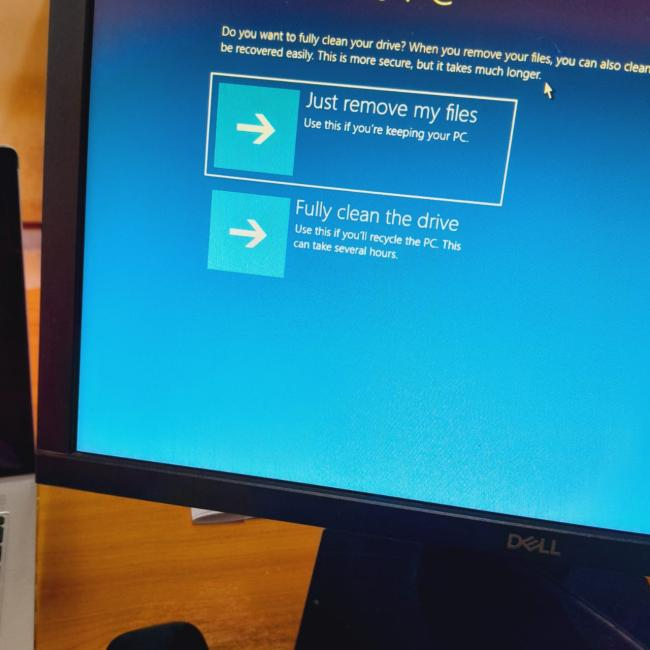 Do you want to fully clean your drive? When you remove your files, you can also clean
be recovered easily. This is more secure, but it takes much longer.
Just remove my files
Use this if you're keeping your PC.
Fully clean the drive
Use this if you'll recycle the PC. This
can take several hours.
DELL